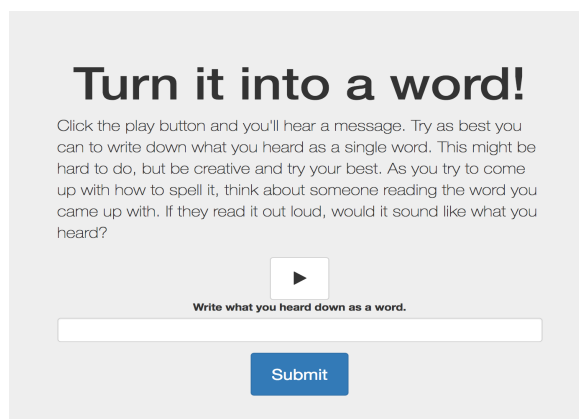 Turn it into a word!
Click the play button and you'll hear a message. Try as best you
can to write down what you heard as a single word. This might be
hard to do, but be creative and try your best. As you try to come
up with how to spell it, think about someone reading the word you
came up with. If they read it out loud, would it sound like what you
heard?
Write what you heard down as a word.
Submit